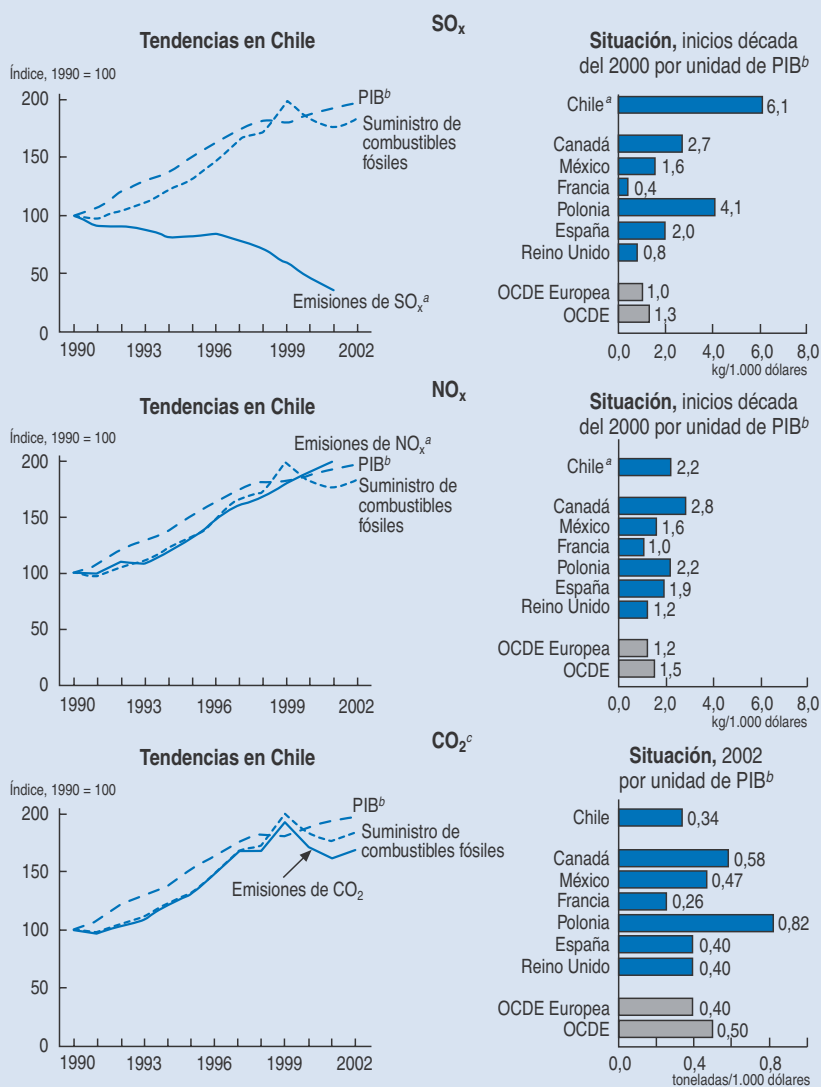 SOx
Tendencias en Chile
Índice, 1990 = 100
200
150
100
50
0
PIBb
Suministro de
combustibles
fósiles
Emisiones de SOxa
1990 1993 1996 1999 2002
Situación, inicios década
del 2000 por unidad de PIBb
Chilea 6,1
Canadá 2,7
México 1,6
Francia 0,4
Polonia 4,1
España 2,0
Reino Unido 0,8
OCDE Europea 1,0
OCDE 1,3
0,0 2,0 4,0 6,0 8,0
kg/1.000 dólares
NOx
Tendencias en Chile
Índice, 1990 = 100
200
150
100
50
0
Emisiones de NOxa
PIBb
Suministro de
combustibles
fósiles
1990 1993 1996 1999 2002
Situación, inicios década
del 2000 por unidad de PIBb
Chilea 2,2
Canadá 2,8
México 1,6
Francia 1,0
Polonia 2,2
España 1,9
Reino Unido 1,2
OCDE Europea 1,2
OCDE 1,5
0,0 2,0 4,0 6,0 8,0
kg/1.000 dólares
CO2c
Tendencias en Chile
Índice, 1990 = 100
200
150
100
50
0
PIBb
Suministro de
combustibles fósiles
Emisiones de CO2
1990 1993 1996 1999 2002
Situación, 2002
por unidad de PIBb
Chile 0,34
Canadá 0,58
México 0,47
Francia 0,26
Polonia 0,82
España 0,40
Reino Unido 0,40
OCDE Europea 0,40
OCDE 0,50
0,0 0,4 0,8
toneladas/1.000 dólares